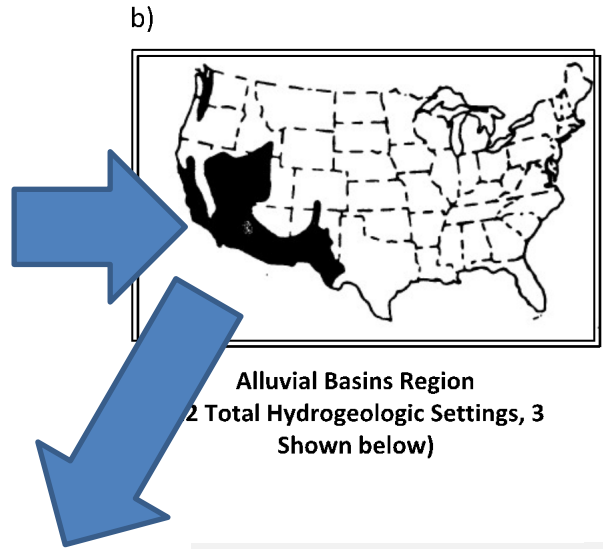 b)
Alluvial Basins Region
2 Total Hydrogeologic Settings, 3
Shown below)